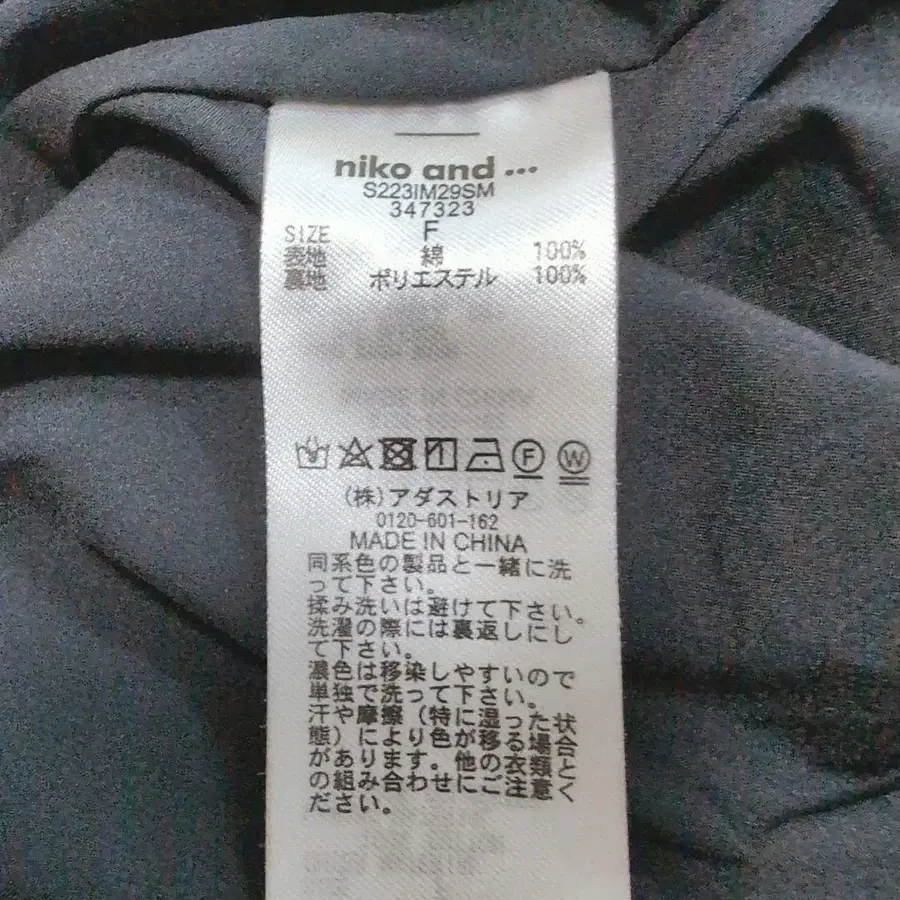 niko and ...
S223IM29SM
347323
SIZE F
表地 綿 100%
裏地 ポリエステル 100%
F W
(株)アダストリア
0120-601-162
MADE IN CHINA
同系色の製品と一緒に洗
って下さい。
揉み洗いは避けて下さい。
洗濯の際には裏返しにし
て下さい。
濃色は移染しやすいので
単独で洗って下さい。
汗や摩擦(特に湿った状
態)により色が移る場合と
があります。他の衣類と
の組み合わせにご注意く
ださい。